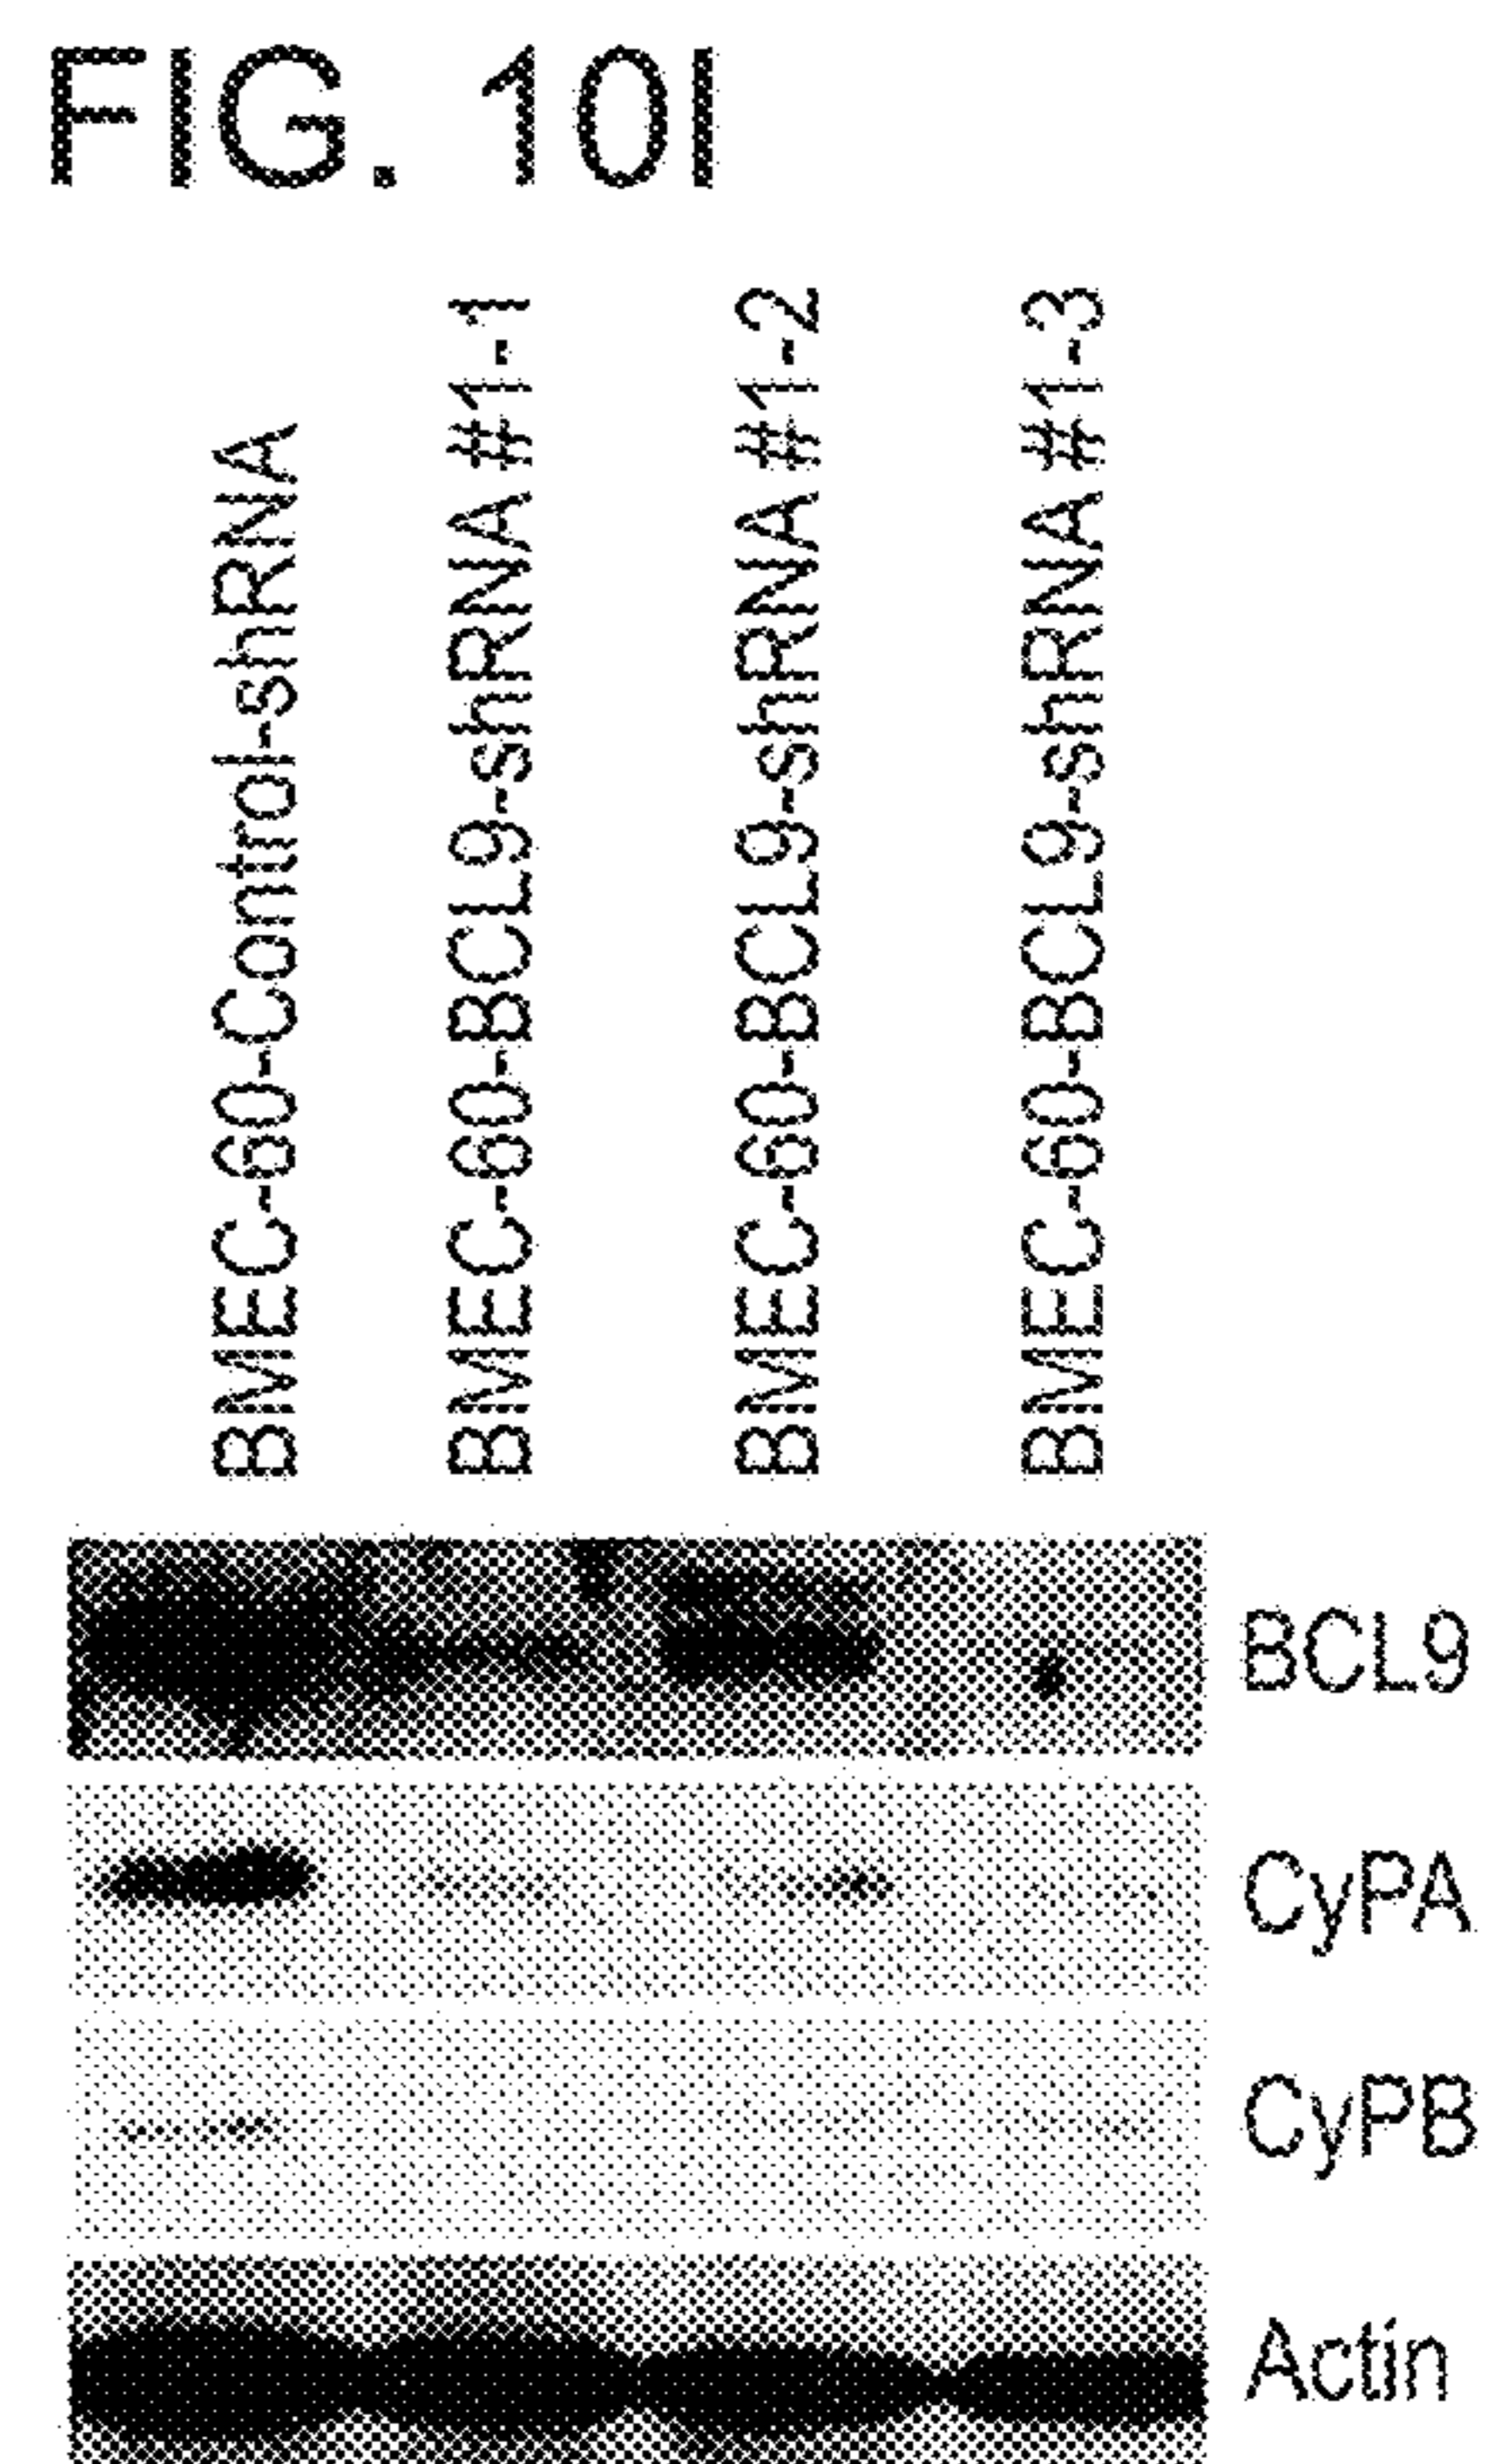 FIG. 10I
BMEC-60-Control-shRNA
BMEC-60-BCL9-shRNA #1-1
BMEC-60-BCL9-shRNA #1-2
BMEC-60-BCL9-shRNA #1-3
BCL9
CyPA
CyPB
Actin